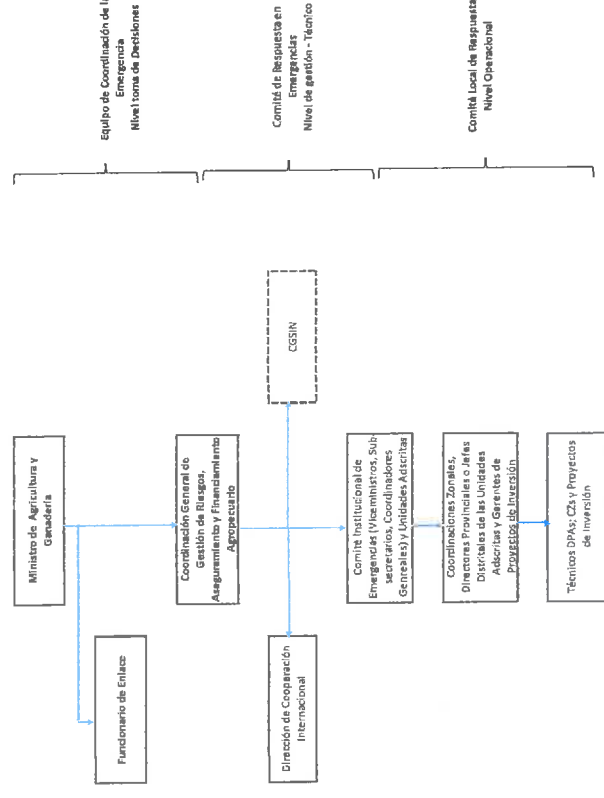 Ministro de Agricultura y
Ganadería
Funcionario de Enlace
Coordinación General de
Gestión de Riesgos,
Aseguramiento y Financiamiento
Agropecuario
Dirección de Cooperación
Internacional
CGSIN
Comité Institucional de
Emergencias (Viceministros, Sub-
secretarios, Coordinadores
Genreales) y Unidades Adscritas
Coordinaciones Zonales,
Directores Provinciales o Jefes
Distritales de las Unidades
Adscritas y Gerentes de
Proyectos de Inversión
Técnicos DPAs; CZs y Proyectos
de Inversión
Equipo de Coordinación de la
Emergencia
Nivel toma de Decisiones
Comité de Respuesta en
Emergencias
Nivel de gestión - Técnico
Comité Local de Respuesta
Nivel Operacional